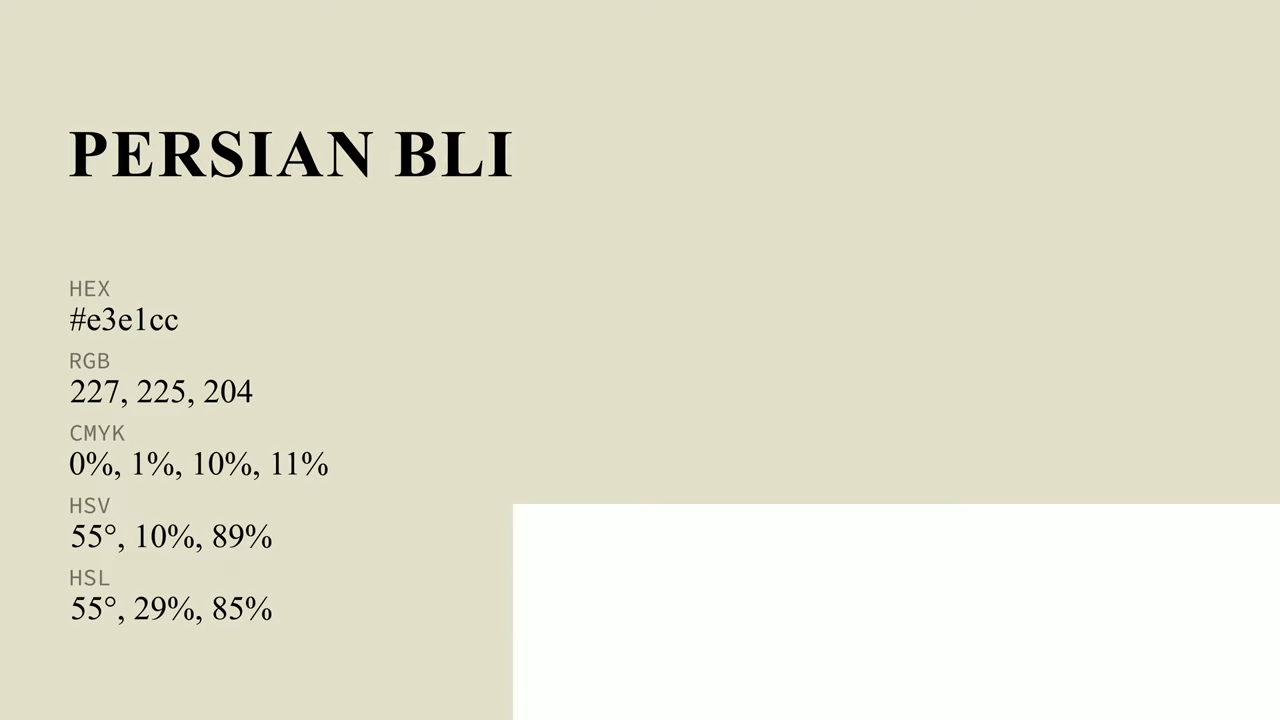 PERSIAN BLI
HEX
#e3e1cc
RGB
227, 225, 204
CMYK
0%, 1%, 10%, 11%
HSV
55°, 10%, 89%
HSL
55°, 29%, 85%